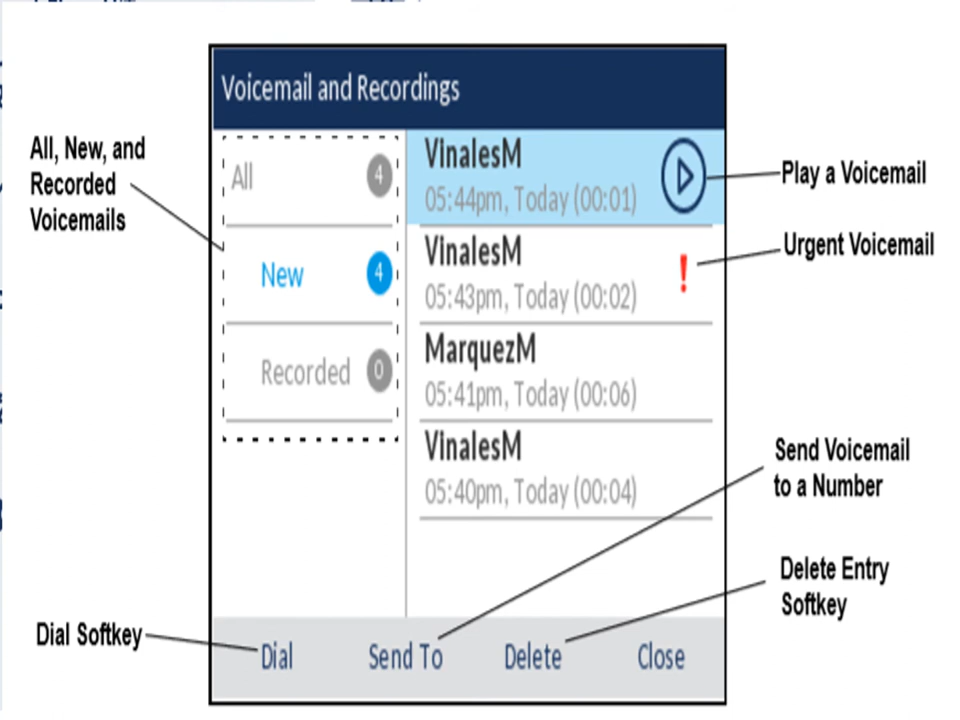 Voicemail and Recordings
All, New, and
Recorded
Voicemails
All 4
New 4
Recorded 0
VinalesM
05:44pm, Today (00:01)
VinalesM
05:43pm, Today (00:02)
!
MarquezM
05:41pm, Today (00:06)
VinalesM
05:40pm, Today (00:04)
Play a Voicemail
Urgent Voicemail
Send Voicemail
to a Number
Delete Entry
Softkey
Dial Softkey
Dial Send To Delete Close